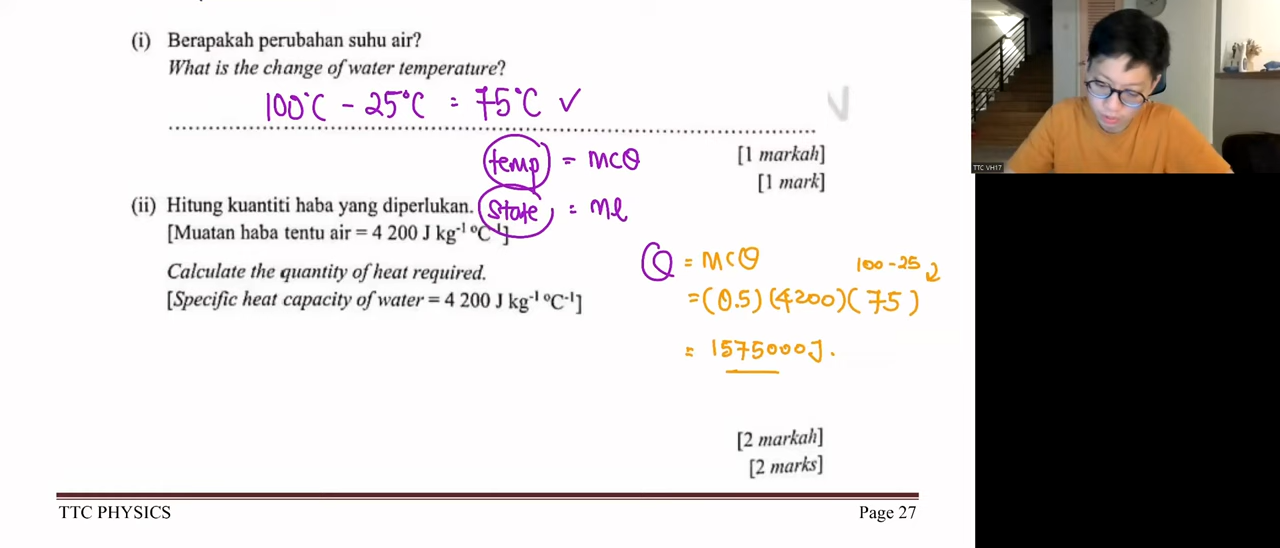 (i) Berapakah perubahan suhu air?
What is the change of water temperature?
100°C - 25°C = 75°C ✓
temp = mcθ
[1 markah]
[1 mark]
(ii) Hitung kuantiti haba yang diperlukan.
state = ml
[Muatan haba tentu air = 4 200 J kg⁻¹ °C⁻¹]
Q = mcθ
100-25
Calculate the quantity of heat required.
[Specific heat capacity of water = 4 200 J kg⁻¹ °C⁻¹]
= (0.5) (4200) (75)
= 1575000J.
[2 markah]
[2 marks]
TTC PHYSICS
Page 27
TTC VH17